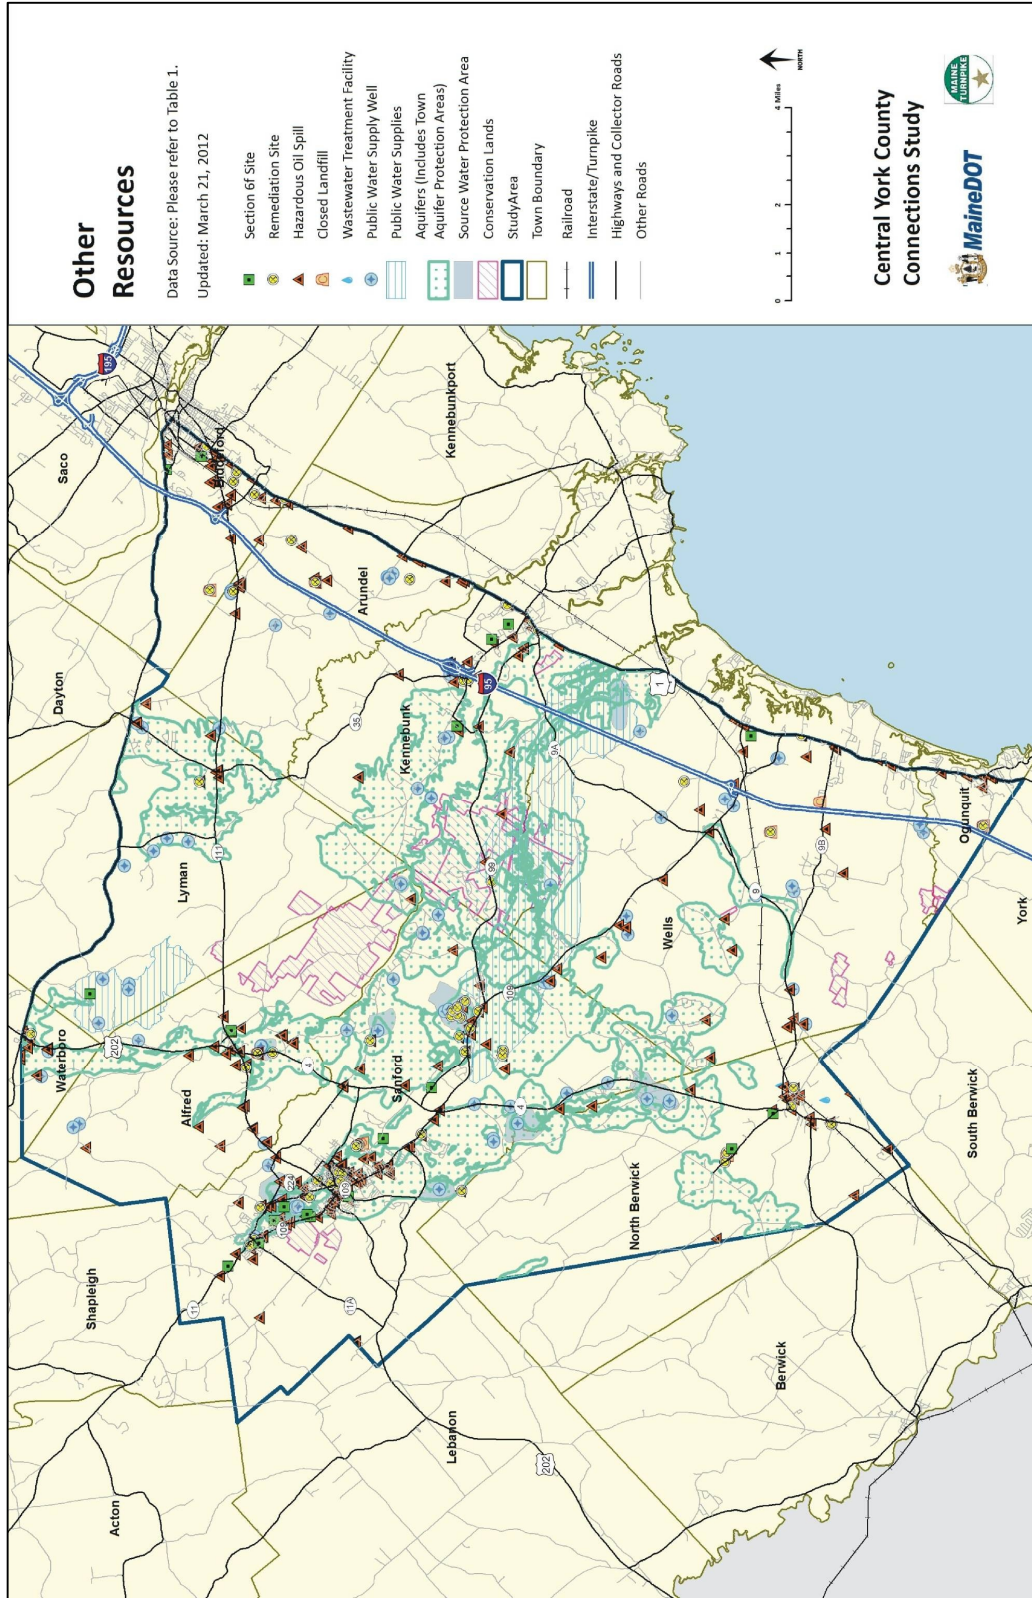 Other
Resources
Data Source: Please refer to Table 1.
Updated: March 21, 2012
Section 6f Site
Remediation Site
Hazardous Oil Spill
Closed Landfill
Wastewater Treatment Facility
Public Water Supply Well
Public Water Supplies
Aquifers (Includes Town
Aquifer Protection Areas)
Source Water Protection Area
Conservation Lands
StudyArea
Town Boundary
Railroad
Interstate/Turnpike
Highways and Collector Roads
Other Roads
0 1 2 4 Miles
NORTH
Central York County
Connections Study
MaineDOT
MAINE
TURNPIKE
Acton
Shapleigh
Waterboro
Dayton
Saco
195
Lyman
Alfred
Biddeford
Arundel
Kennebunkport
Kennebunk
Sanford
Lebanon
North Berwick
Wells
Berwick
South Berwick
Ogunquit
York
11
11A
109
224
109
202
202
4
4
111
35
99
109
9A
95
1
9
9B